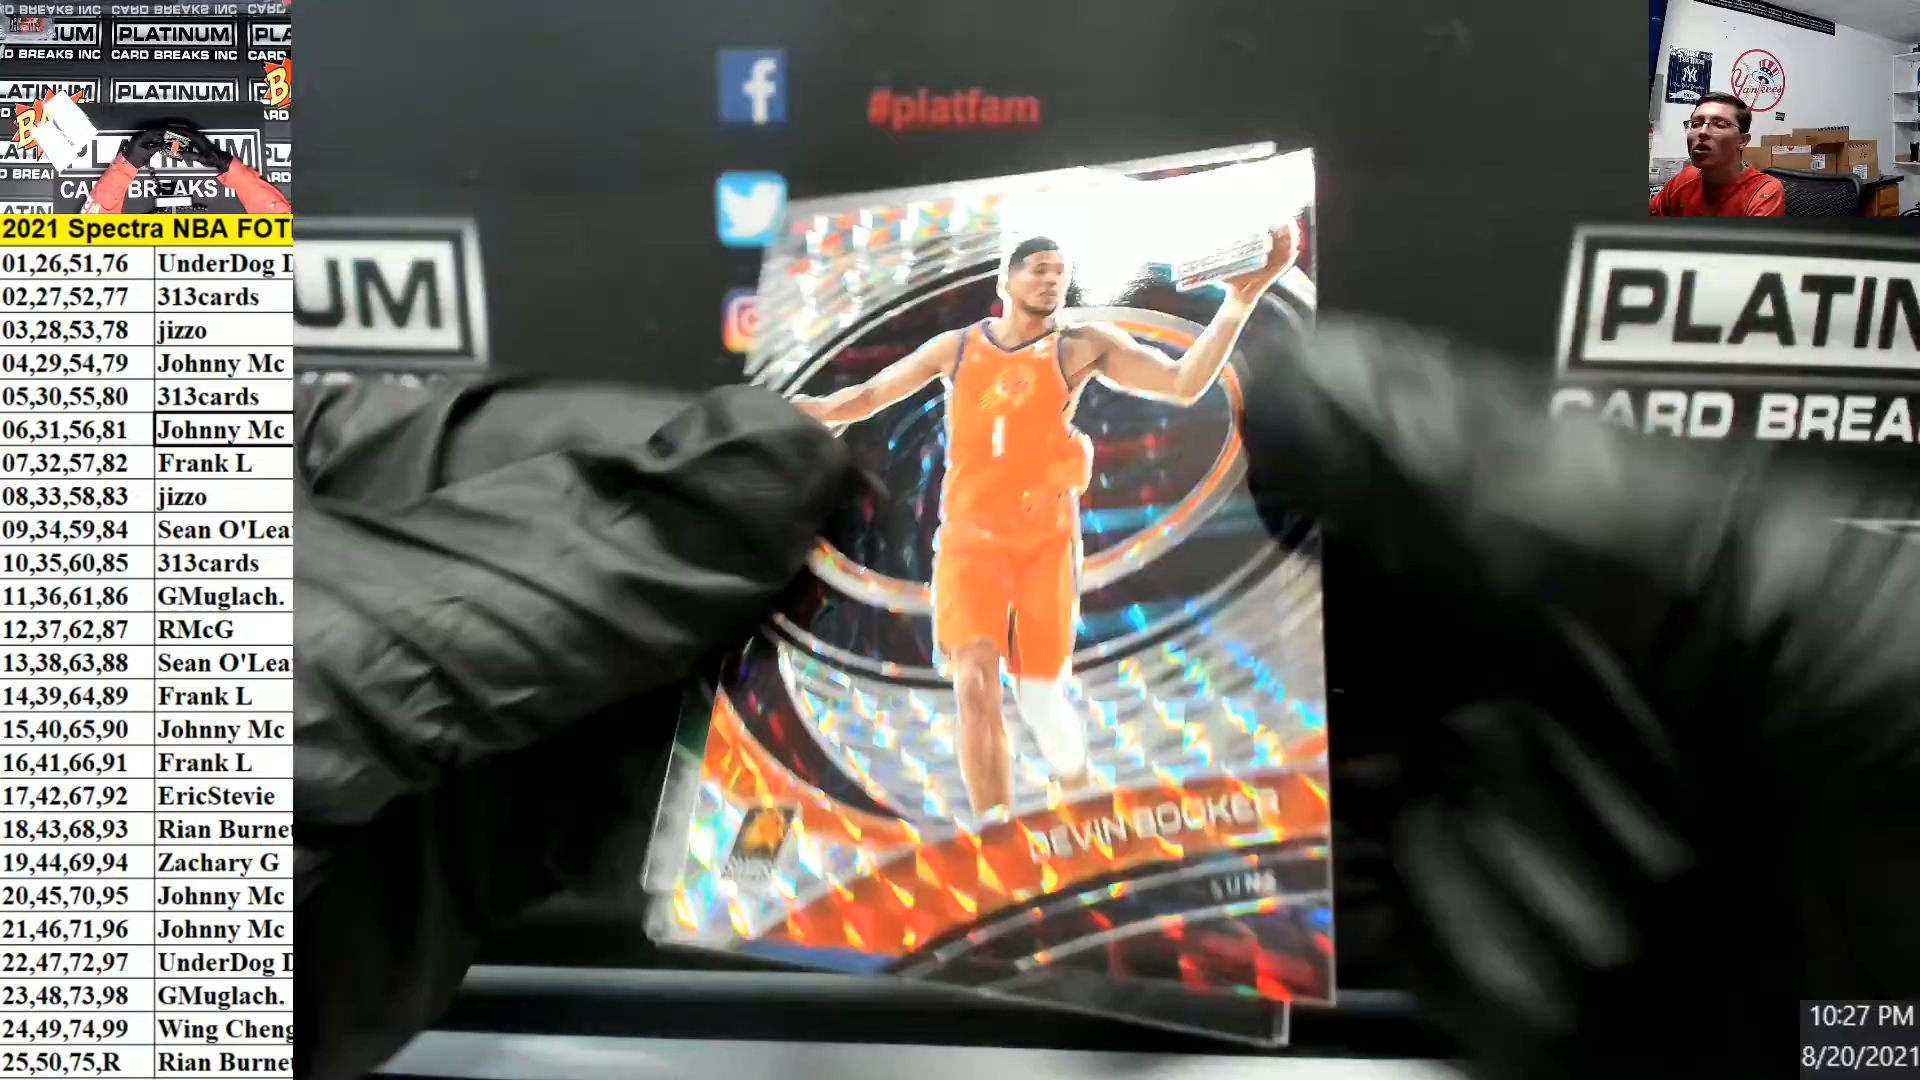 PLATINUM
CARD BREAKS INC
2021 Spectra NBA FOT
01,26,51,76 UnderDog D
02,27,52,77 313cards
03,28,53,78 jizzo
04,29,54,79 Johnny Mc
05,30,55,80 313cards
06,31,56,81 Johnny Mc
07,32,57,82 Frank L
08,33,58,83 jizzo
09,34,59,84 Sean O'Lea
10,35,60,85 313cards
11,36,61,86 GMuglach.
12,37,62,87 RMcG
13,38,63,88 Sean O'Lea
14,39,64,89 Frank L
15,40,65,90 Johnny Mc
16,41,66,91 Frank L
17,42,67,92 EricStevie
18,43,68,93 Rian Burne
19,44,69,94 Zachary G
20,45,70,95 Johnny Mc
21,46,71,96 Johnny Mc
22,47,72,97 UnderDog D
23,48,73,98 GMuglach.
24,49,74,99 Wing Cheng
25,50,75,R Rian Burne
#platfam
UM
PLATIN
CARD BREA
1
DEVIN BOOKER
SUNS
Yankees
10:27 PM
8/20/2021